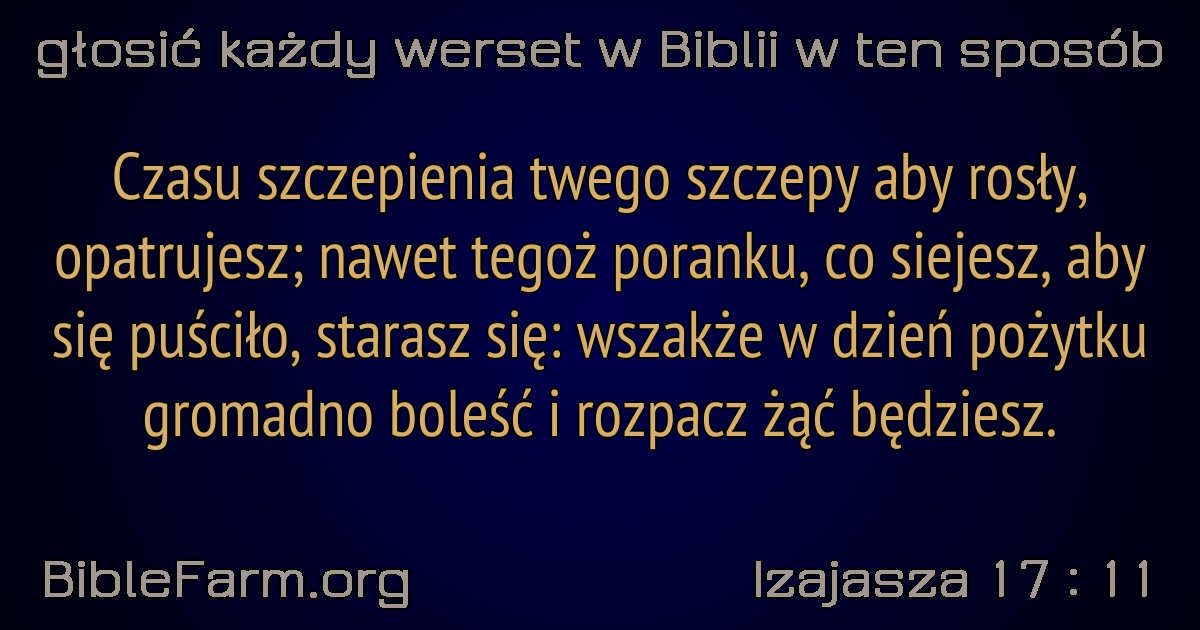 głosić każdy werset w Biblii w ten sposób
Czasu szczepienia twego szczepy aby rosły,
opatrujesz; nawet tegoż poranku, co siejesz, aby
się puściło, starasz się: wszakże w dzień pożytku
gromadno boleść i rozpacz żąć będziesz.
BibleFarm.org
Izajasza 17 : 11